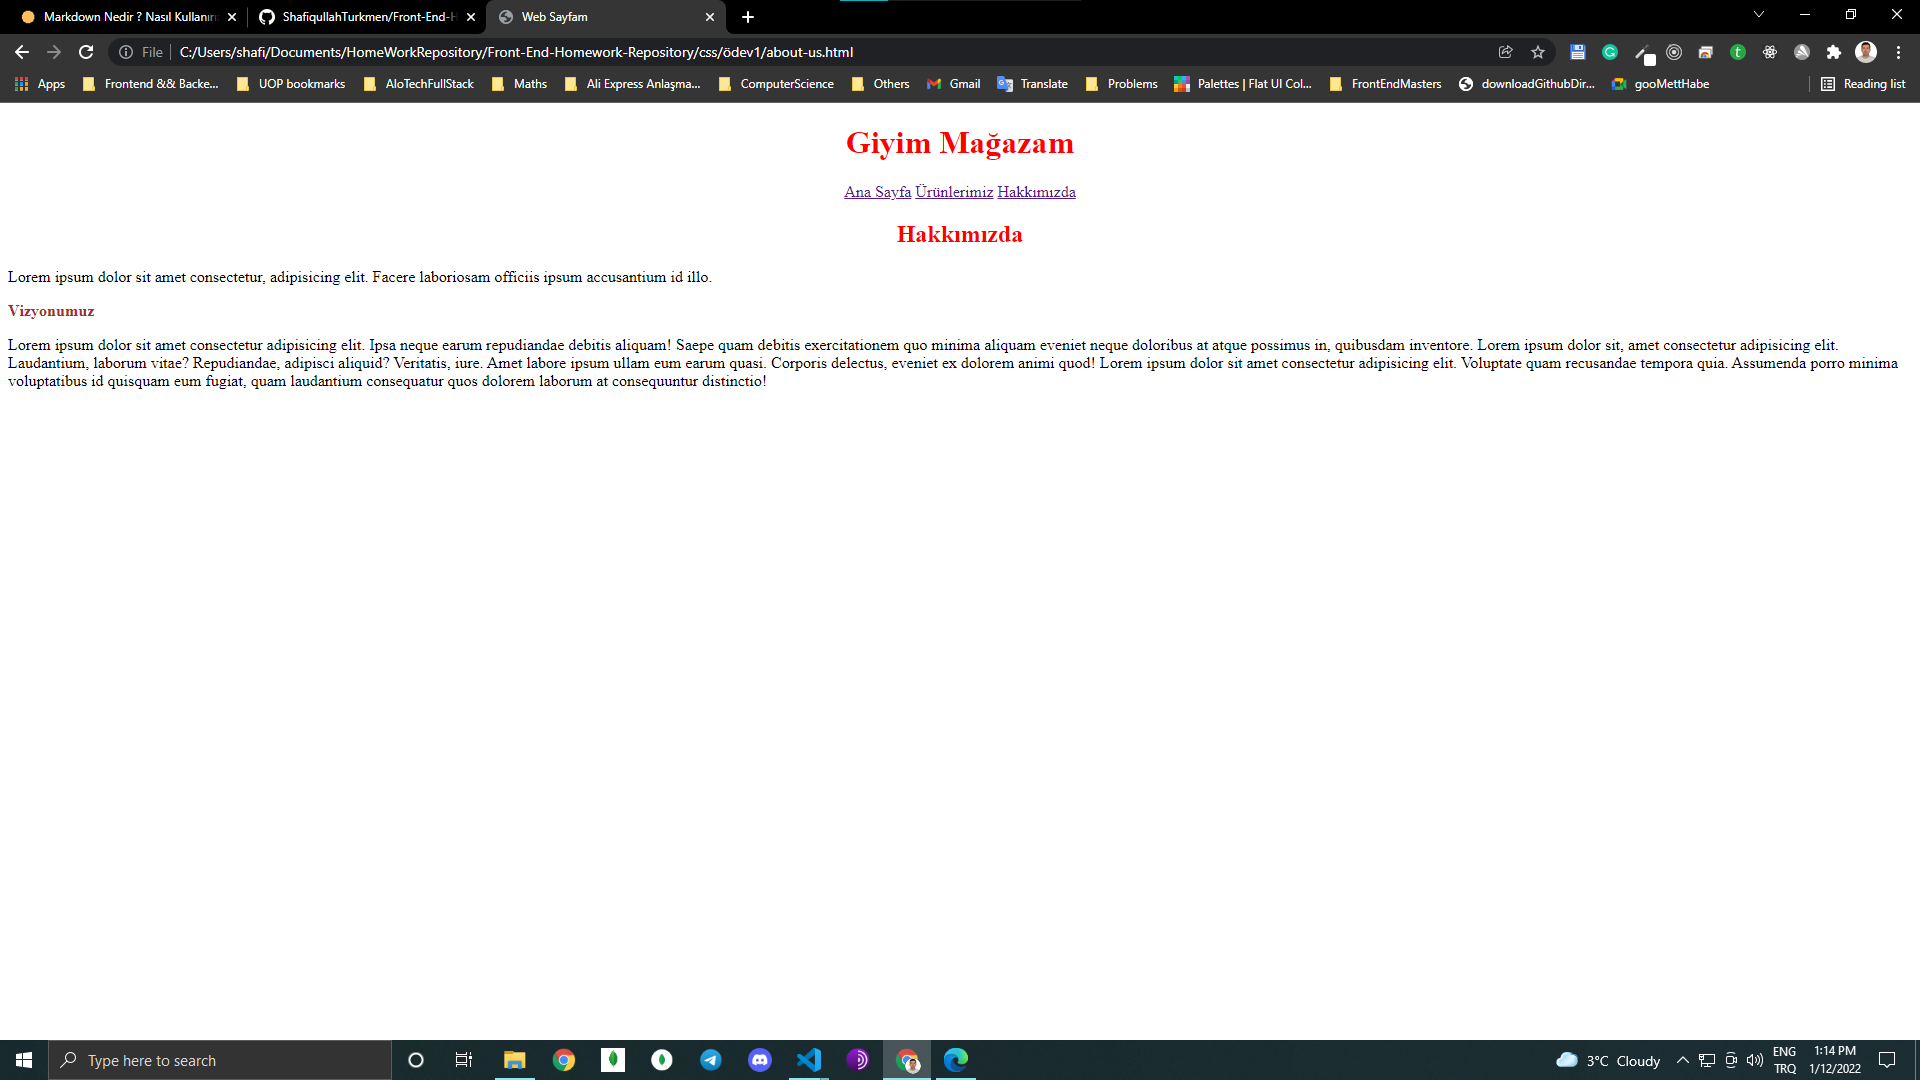 Markdown Nedir ? Nasıl Kullanırı
ShafiqullahTurkmen/Front-End-H
Web Sayfam
File
C:/Users/shafi/Documents/HomeWorkRepository/Front-End-Homework-Repository/css/ödev1/about-us.html
Apps Frontend && Backe... UOP bookmarks AloTechFullStack Maths Ali Express Anlaşma... ComputerScience Others Gmail Translate Problems Palettes | Flat UI Col... FrontEndMasters downloadGithubDir... gooMettHabe Reading list
Giyim Mağazam
Ana Sayfa Ürünlerimiz Hakkımızda
Hakkımızda
Lorem ipsum dolor sit amet consectetur, adipisicing elit. Facere laboriosam officiis ipsum accusantium id illo.
Vizyonumuz
Lorem ipsum dolor sit amet consectetur adipisicing elit. Ipsa neque earum repudiandae debitis aliquam! Saepe quam debitis exercitationem quo minima aliquam eveniet neque doloribus at atque possimus in, quibusdam inventore. Lorem ipsum dolor sit, amet consectetur adipisicing elit.
Laudantium, laborum vitae? Repudiandae, adipisci aliquid? Veritatis, iure. Amet labore ipsum ullam eum earum quasi. Corporis delectus, eveniet ex dolorem animi quod! Lorem ipsum dolor sit amet consectetur adipisicing elit. Voluptate quam recusandae tempora quia. Assumenda porro minima
voluptatibus id quisquam eum fugiat, quam laudantium consequatur quos dolorem laborum at consequuntur distinctio!
Type here to search
3°C Cloudy
ENG
TRQ
1:14 PM
1/12/2022